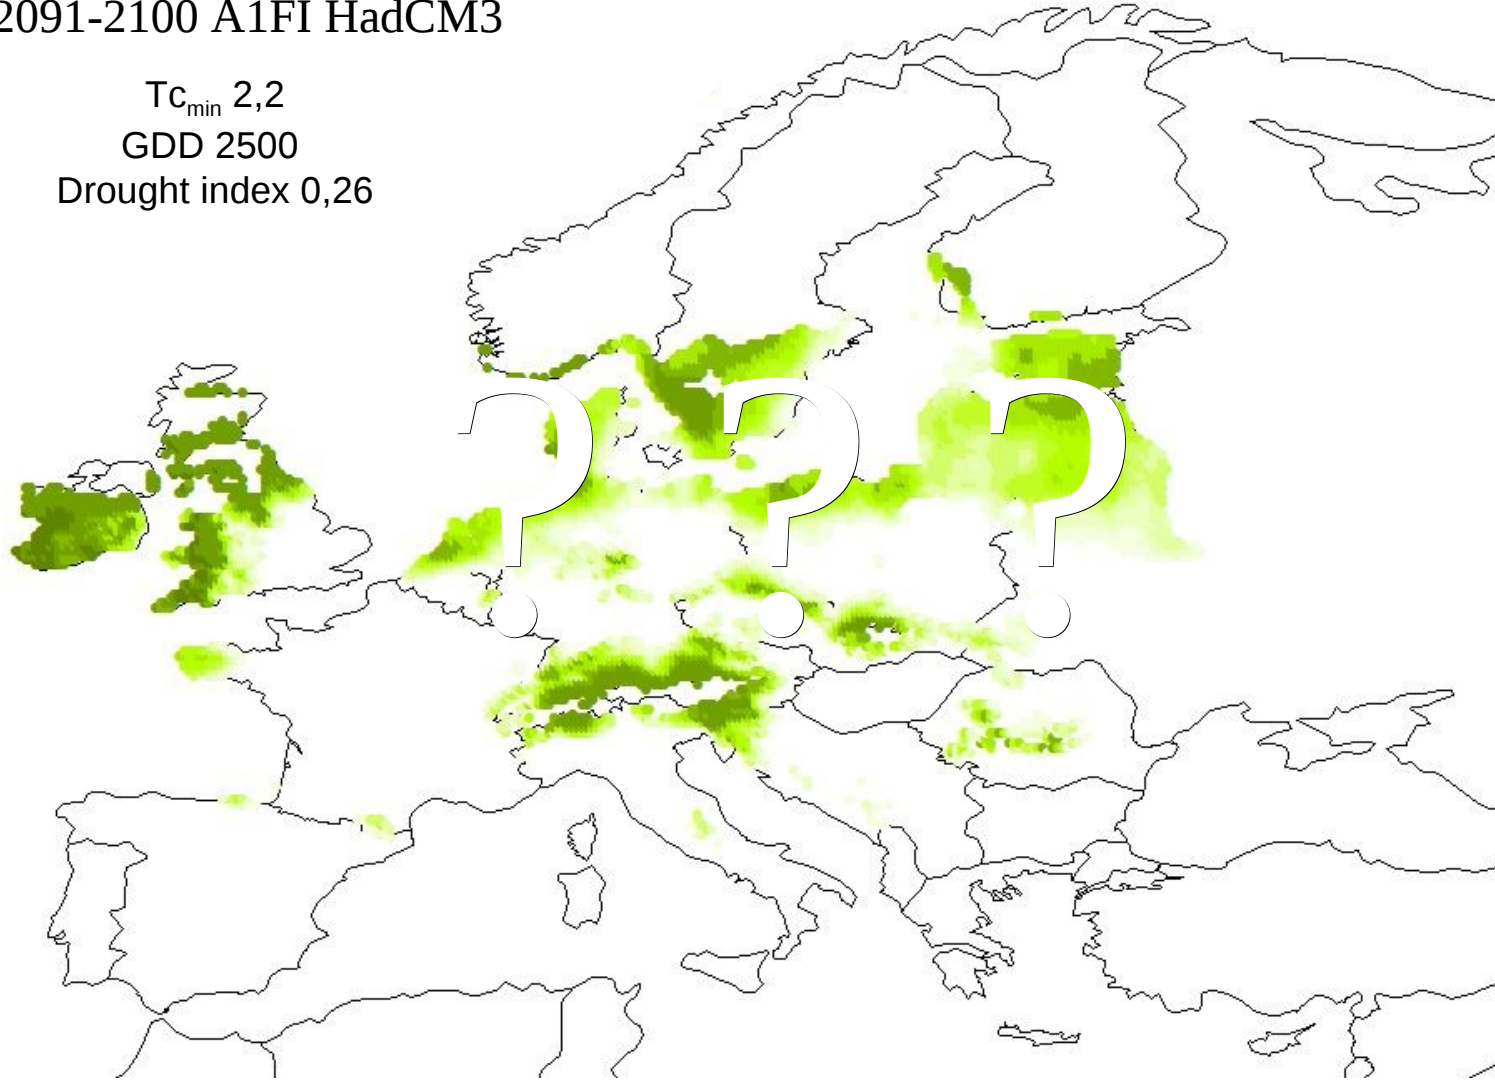 2091-2100 A1FI HadCM3
Tcmin 2,2
GDD 2500
Drought index 0,26
? ? ?